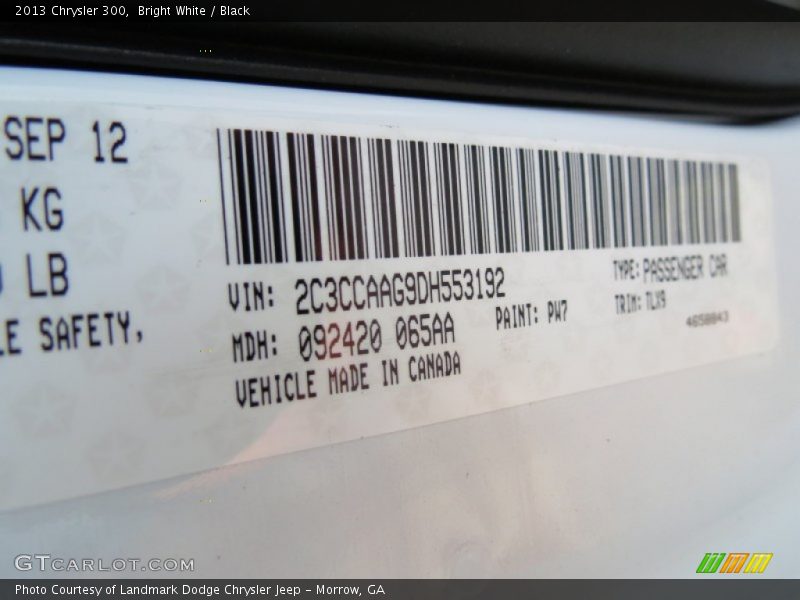 2013 Chrysler 300, Bright White / Black
SEP 12
KG
LB
LE SAFETY,
VIN: 2C3CCAAG9DH553192
TYPE: PASSENGER CAR
MDH: 092420 065AA
PAINT: PW7
TRIM: TLX9
VEHICLE MADE IN CANADA
GTCARLOT.COM
Photo Courtesy of Landmark Dodge Chrysler Jeep - Morrow, GA